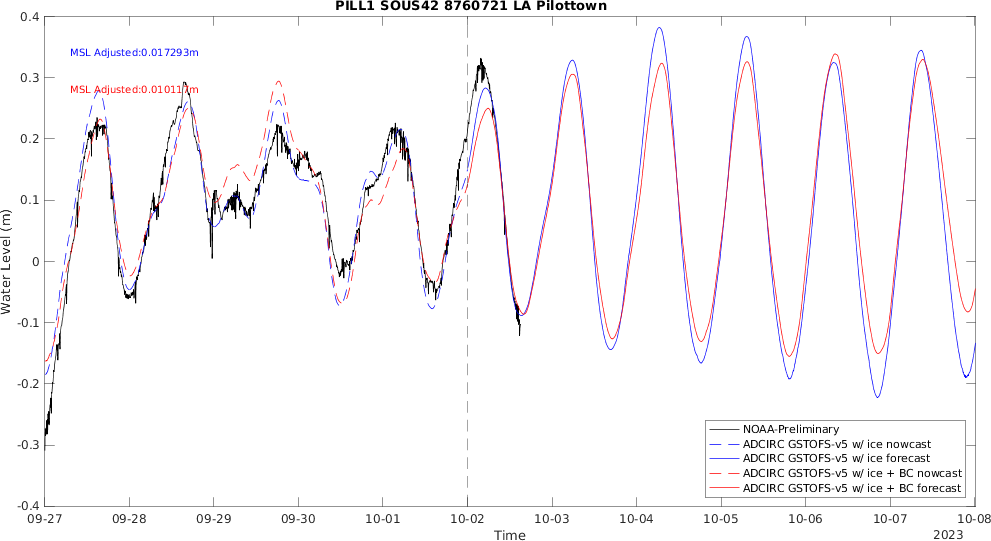 PILL1 SOUS42 8760721 LA Pilottown
MSL Adjusted:0.017293m
MSL Adjusted:0.010117m
Water Level (m)
0.4
0.3
0.2
0.1
0
-0.1
-0.2
-0.3
-0.4
NOAA-Preliminary
ADCIRC GSTOFS-v5 w/ ice nowcast
ADCIRC GSTOFS-v5 w/ ice forecast
ADCIRC GSTOFS-v5 w/ ice + BC nowcast
ADCIRC GSTOFS-v5 w/ ice + BC forecast
09-27 09-28 09-29 09-30 10-01 10-02 10-03 10-04 10-05 10-06 10-07 10-08
Time
2023